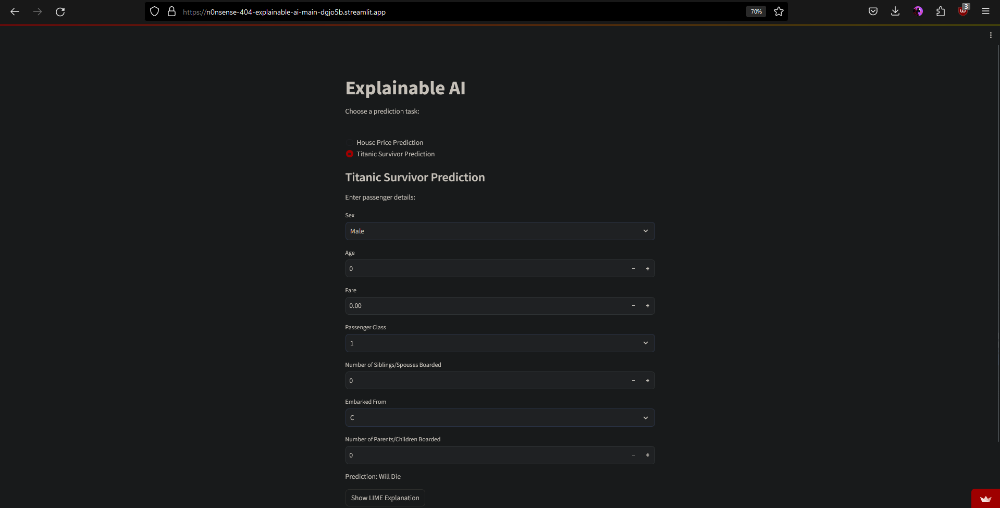 https://n0nsense-404-explainable-ai-main-dgjo5b.streamlit.app
70%
3
Explainable AI
Choose a prediction task:
House Price Prediction
Titanic Survivor Prediction
Titanic Survivor Prediction
Enter passenger details:
Sex
Male
Age
0
Fare
0.00
Passenger Class
1
Number of Siblings/Spouses Boarded
0
Embarked From
C
Number of Parents/Children Boarded
0
Prediction: Will Die
Show LIME Explanation